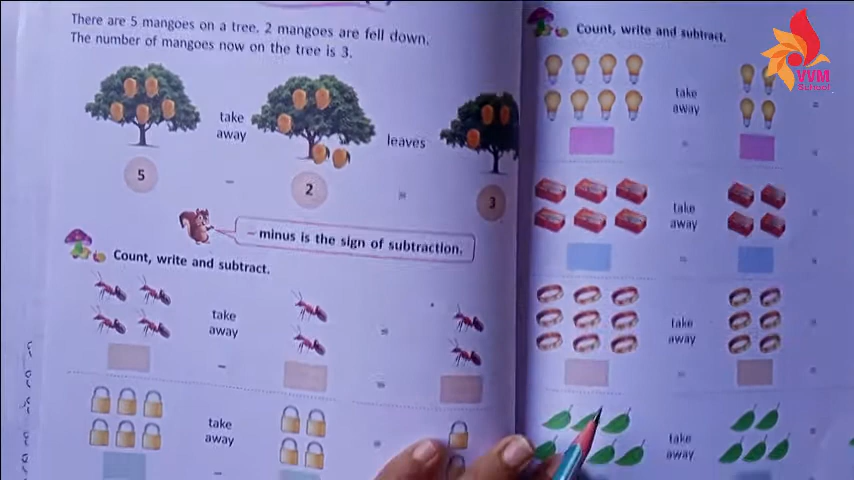 There are 5 mangoes on a tree. 2 mangoes are fell down.
The number of mangoes now on the tree is 3.
take
away
leaves
5
–
2
=
3
– minus is the sign of subtraction.
Count, write and subtract.
take
away
=
–
=
take
away
=
–
Count, write and subtract.
take
away
=
–
=
take
away
=
–
=
take
away
=
–
=
take
away
VVM
School